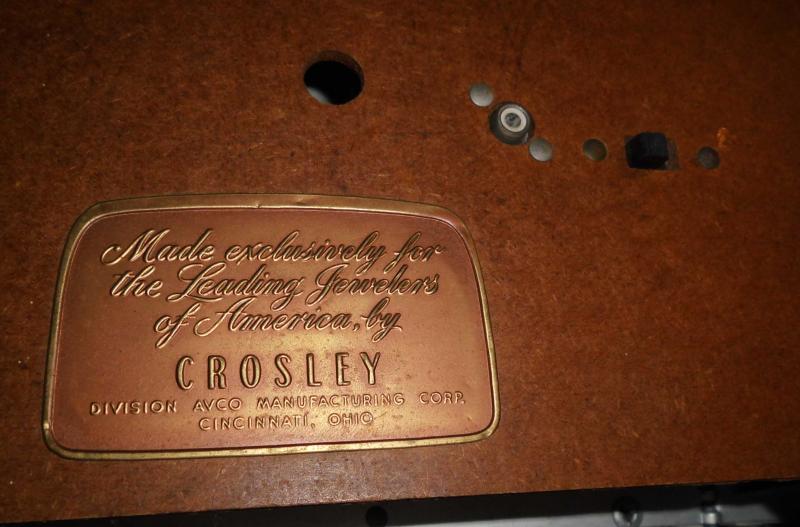 Made exclusively for
the Leading Jewelers
of America, by
CROSLEY
DIVISION AVCO MANUFACTURING CORP.
CINCINNATI, OHIO